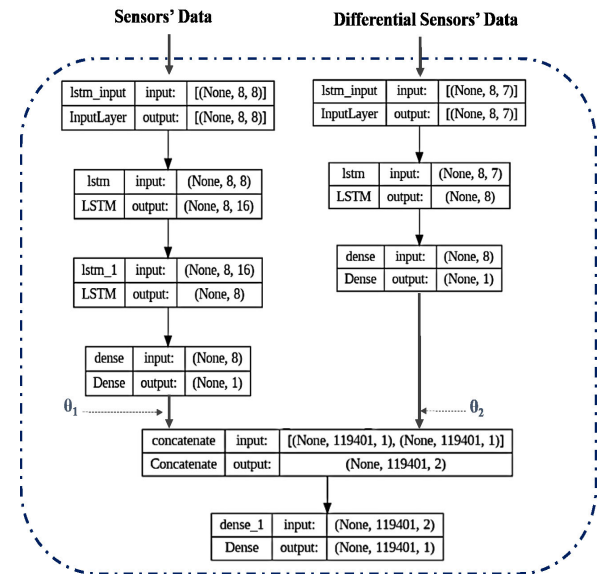 Sensors' Data
Differential Sensors' Data
lstm_input input: [(None, 8, 8)]
InputLayer output: [(None, 8, 8)]
lstm_input input: [(None, 8, 7)]
InputLayer output: [(None, 8, 7)]
lstm input: (None, 8, 8)
LSTM output: (None, 8, 16)
lstm input: (None, 8, 7)
LSTM output: (None, 8)
lstm_1 input: (None, 8, 16)
LSTM output: (None, 8)
dense input: (None, 8)
Dense output: (None, 1)
dense input: (None, 8)
Dense output: (None, 1)
θ1
θ2
concatenate input: [(None, 119401, 1), (None, 119401, 1)]
Concatenate output: (None, 119401, 2)
dense_1 input: (None, 119401, 2)
Dense output: (None, 119401, 1)